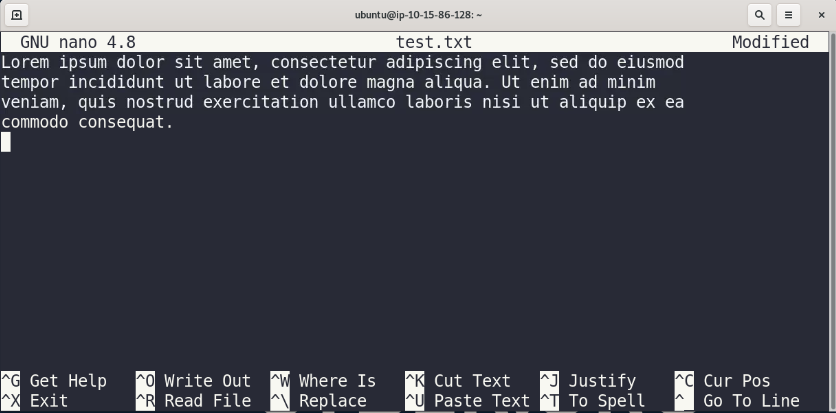 ubuntu@ip-10-15-86-128: ~
GNU nano 4.8 test.txt Modified
Lorem ipsum dolor sit amet, consectetur adipiscing elit, sed do eiusmod
tempor incididunt ut labore et dolore magna aliqua. Ut enim ad minim
veniam, quis nostrud exercitation ullamco laboris nisi ut aliquip ex ea
commodo consequat.
^G Get Help ^O Write Out ^W Where Is ^K Cut Text ^J Justify ^C Cur Pos
^X Exit ^R Read File ^\ Replace ^U Paste Text ^T To Spell ^_ Go To Line